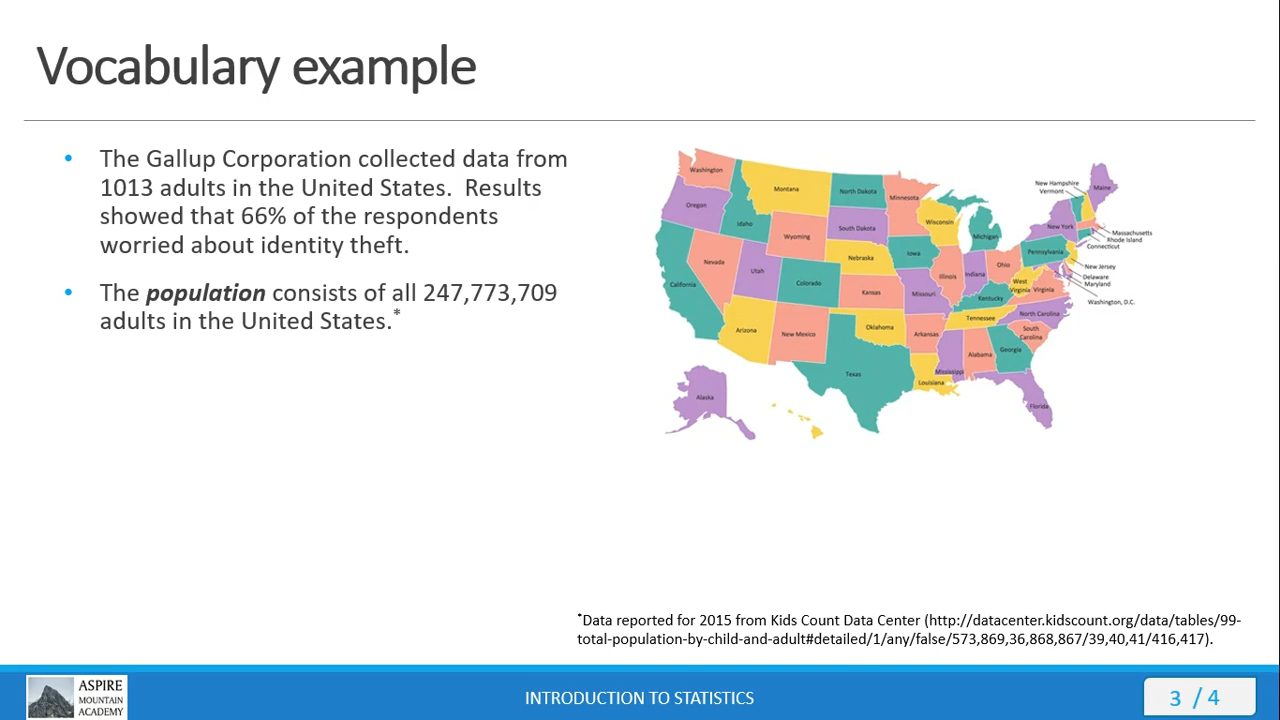 Vocabulary example
• The Gallup Corporation collected data from
1013 adults in the United States.  Results
showed that 66% of the respondents
worried about identity theft.
• The population consists of all 247,773,709
adults in the United States.*
Washington
Oregon
California
Idaho
Nevada
Montana
Wyoming
Utah
Arizona
Colorado
New Mexico
North Dakota
South Dakota
Nebraska
Kansas
Oklahoma
Texas
Minnesota
Iowa
Missouri
Arkansas
Louisiana
Wisconsin
Illinois
Michigan
Indiana
Ohio
Kentucky
Tennessee
Mississippi
Alabama
Georgia
Florida
South
Carolina
North Carolina
Virginia
West
Virginia
Pennsylvania
New York
New Hampshire
Vermont
Maine
Massachusetts
Rhode Island
Connecticut
New Jersey
Delaware
Maryland
Washington, D.C.
Alaska
*Data reported for 2015 from Kids Count Data Center (http://datacenter.kidscount.org/data/tables/99-
total-population-by-child-and-adult#detailed/1/any/false/573,869,36,868,867/39,40,41/416,417).
ASPIRE
MOUNTAIN
ACADEMY
INTRODUCTION TO STATISTICS
3 / 4